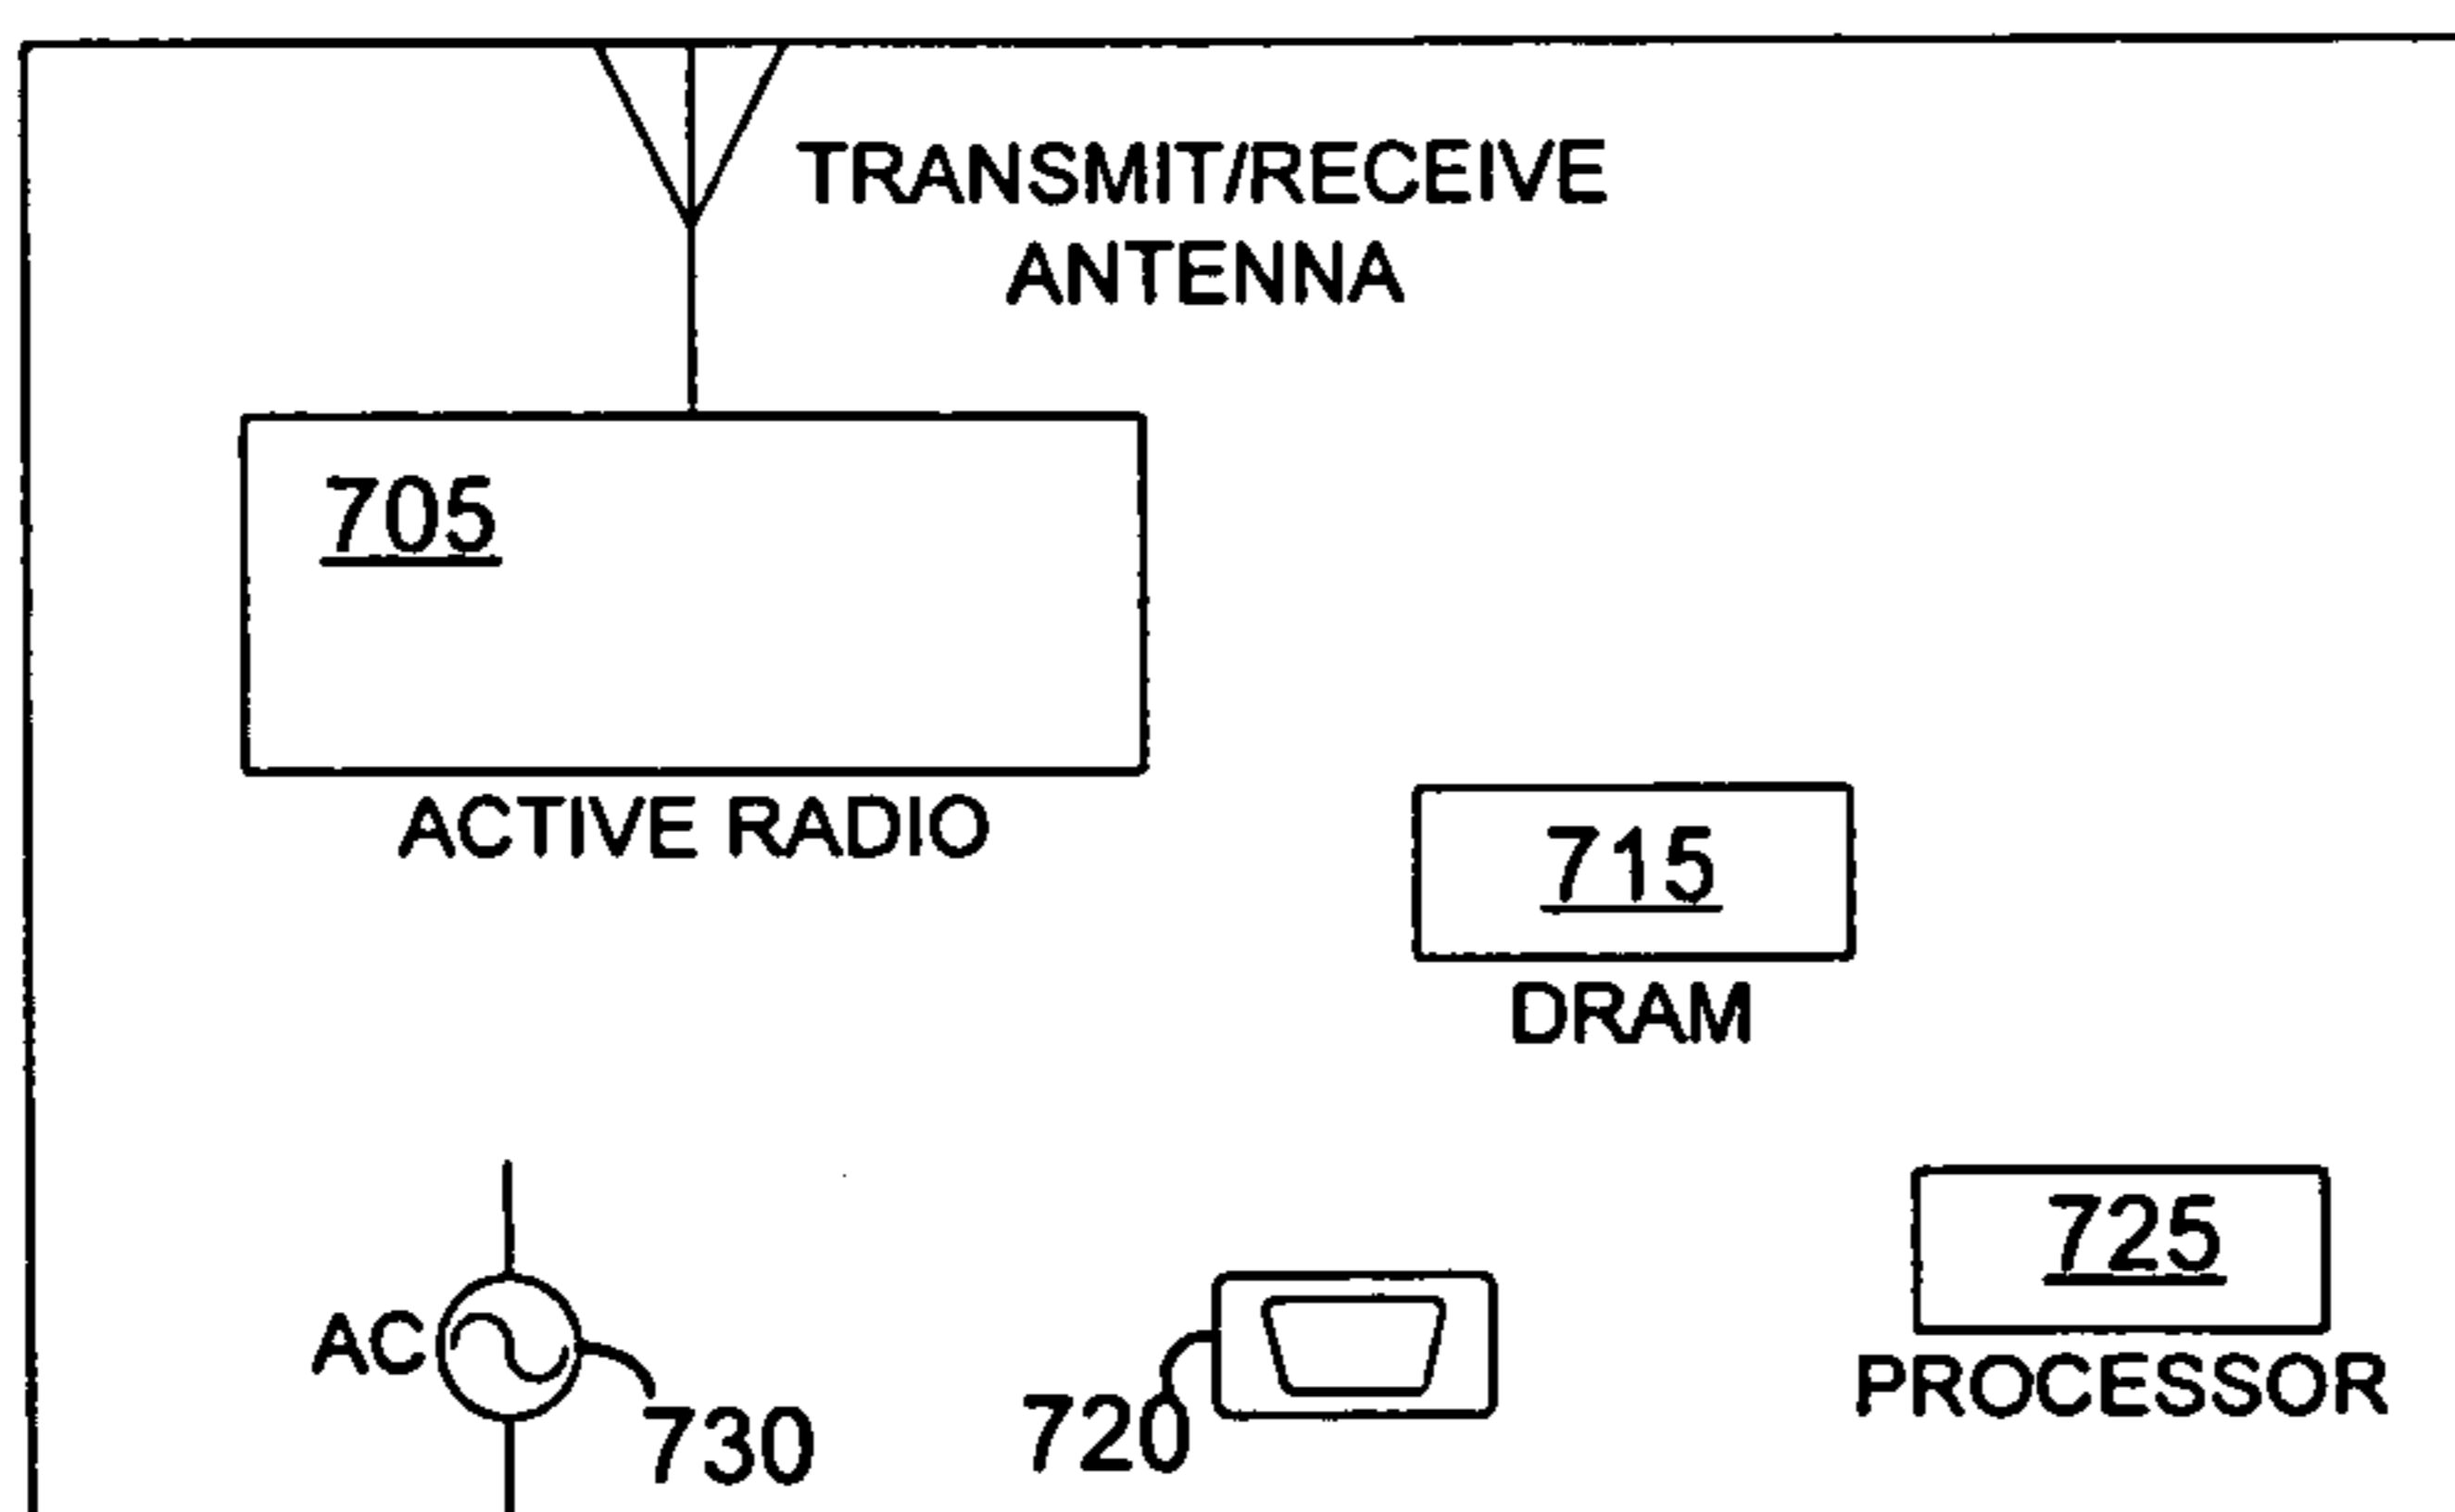 TRANSMIT/RECEIVE
ANTENNA
705
ACTIVE RADIO
715
DRAM
725
PROCESSOR
AC
730
720